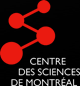 CENTRE
DES SCIENCES
DE MONTRÉAL